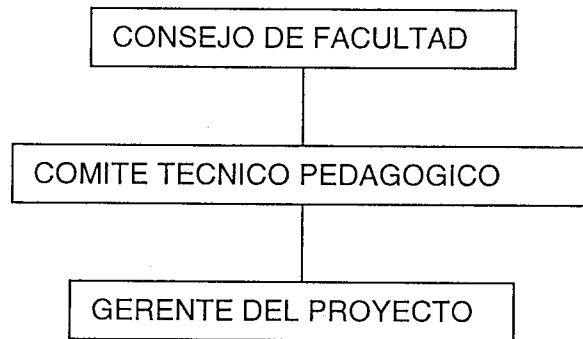 CONSEJO DE FACULTAD
COMITE TECNICO PEDAGOGICO
GERENTE DEL PROYECTO